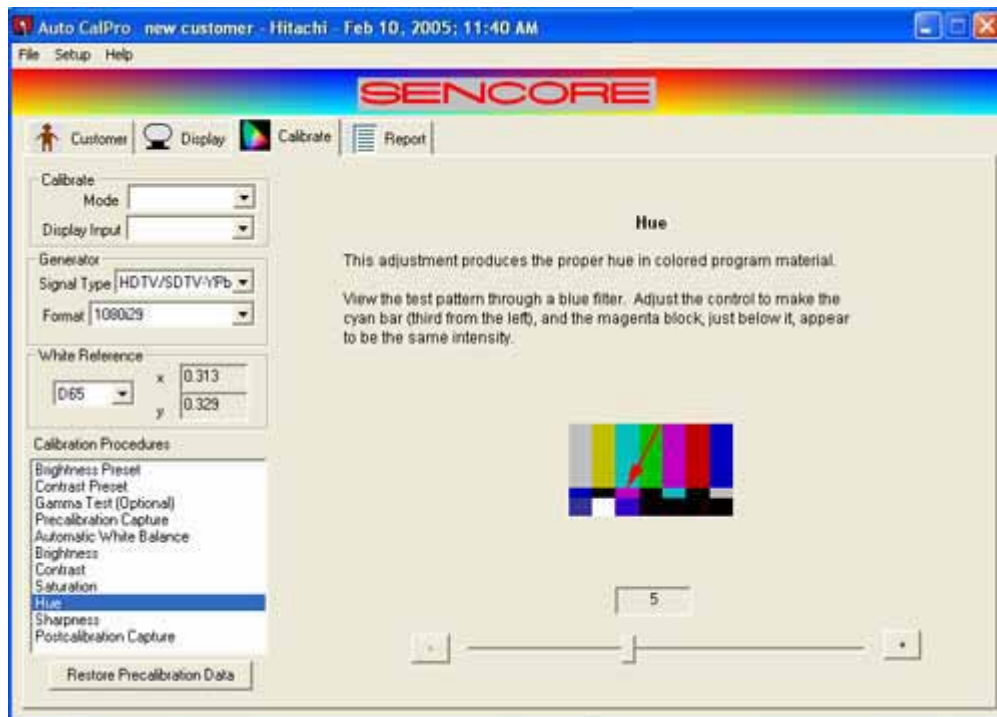 Auto CalPro new customer - Hitachi - Feb 10, 2005; 11:40 AM
File Setup Help
SENCORE
Customer Display Calibrate Report
Calibrate
Mode
Display Input
Generator
Signal Type HDTV/SDTV-YPb
Format 1080i29
White Reference
D65
x 0.313
y 0.329
Calibration Procedures
Brightness Preset
Contrast Preset
Gamma Test (Optional)
Precalibration Capture
Automatic White Balance
Brightness
Contrast
Saturation
Hue
Sharpness
Postcalibration Capture
Restore Precalibration Data
Hue
This adjustment produces the proper hue in colored program material.
View the test pattern through a blue filter. Adjust the control to make the
cyan bar (third from the left), and the magenta block, just below it, appear
to be the same intensity.
5
- +